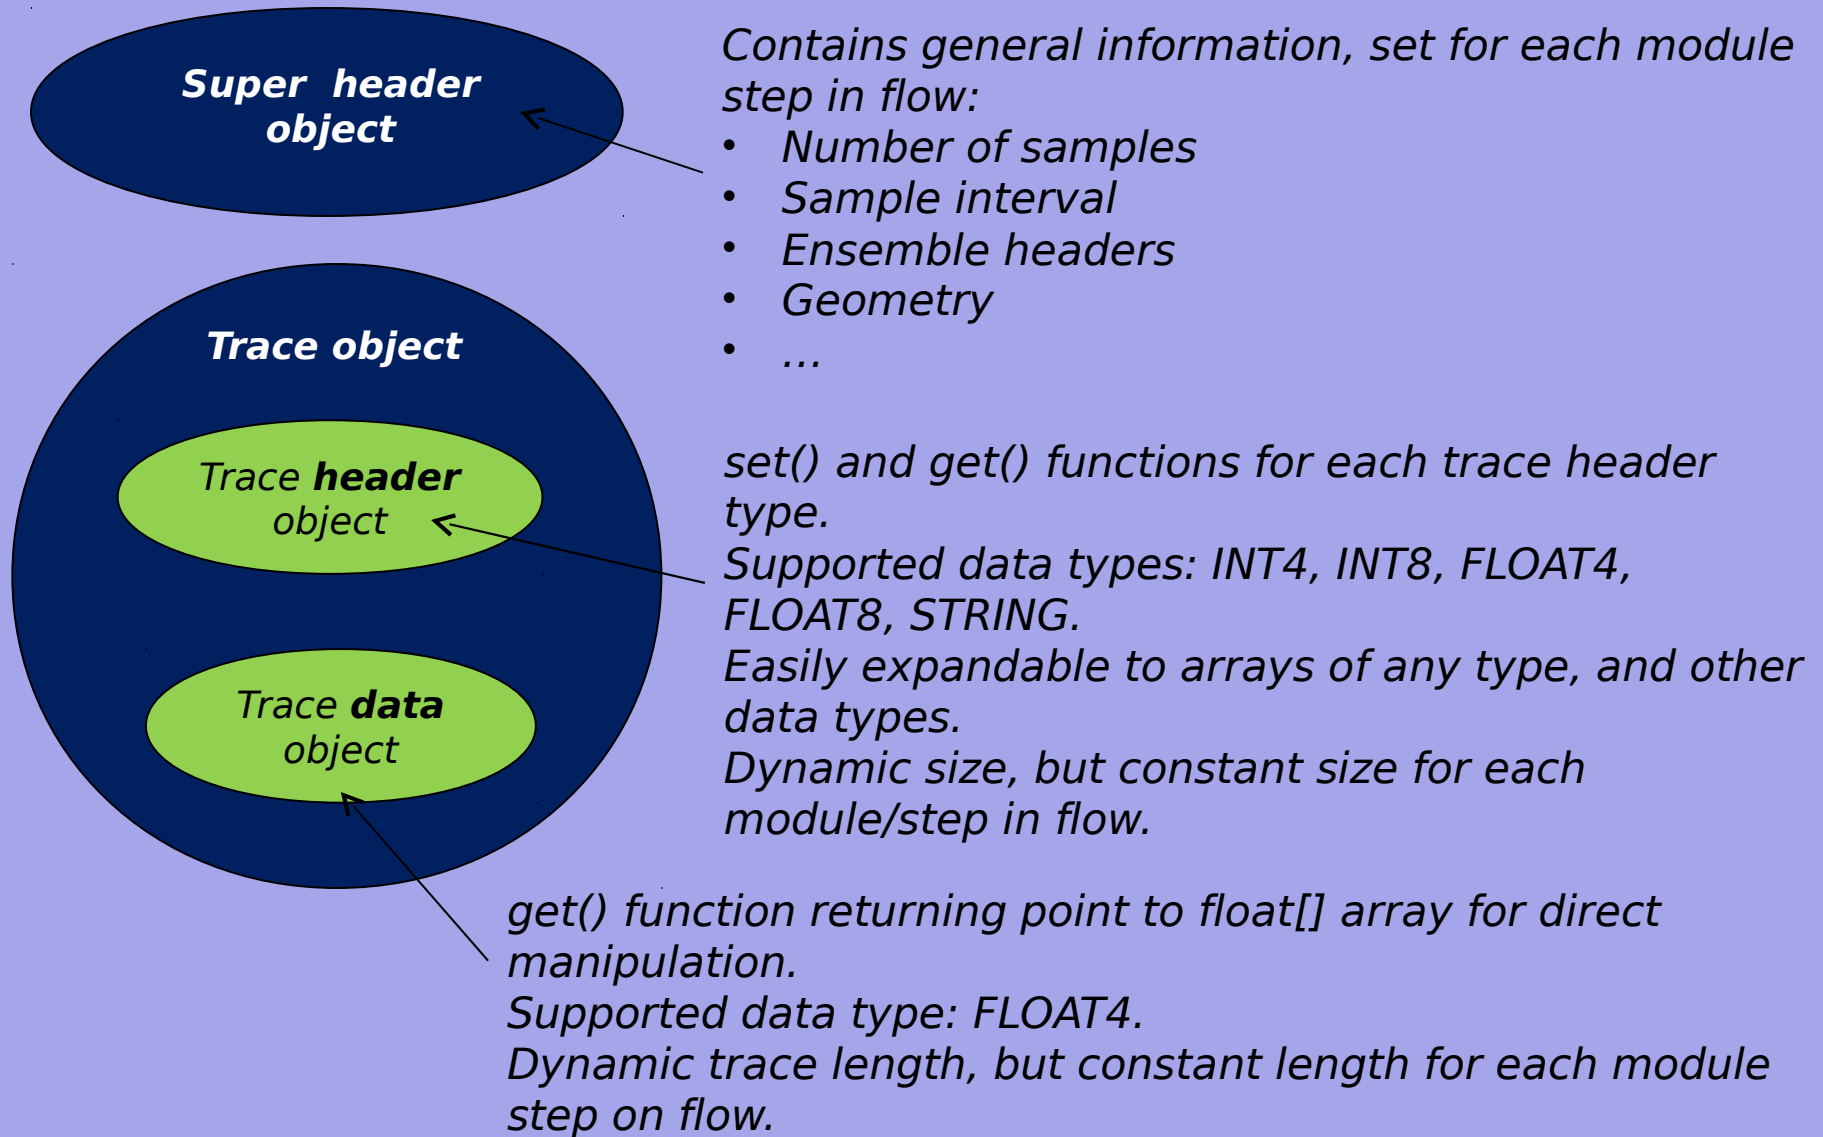 Super header
object
Contains general information, set for each module
step in flow:
• Number of samples
• Sample interval
• Ensemble headers
• Geometry
• ...
Trace object
Trace header
object
set() and get() functions for each trace header
type.
Supported data types: INT4, INT8, FLOAT4,
FLOAT8, STRING.
Easily expandable to arrays of any type, and other
data types.
Dynamic size, but constant size for each
module/step in flow.
Trace data
object
get() function returning point to float[] array for direct
manipulation.
Supported data type: FLOAT4.
Dynamic trace length, but constant length for each module
step on flow.